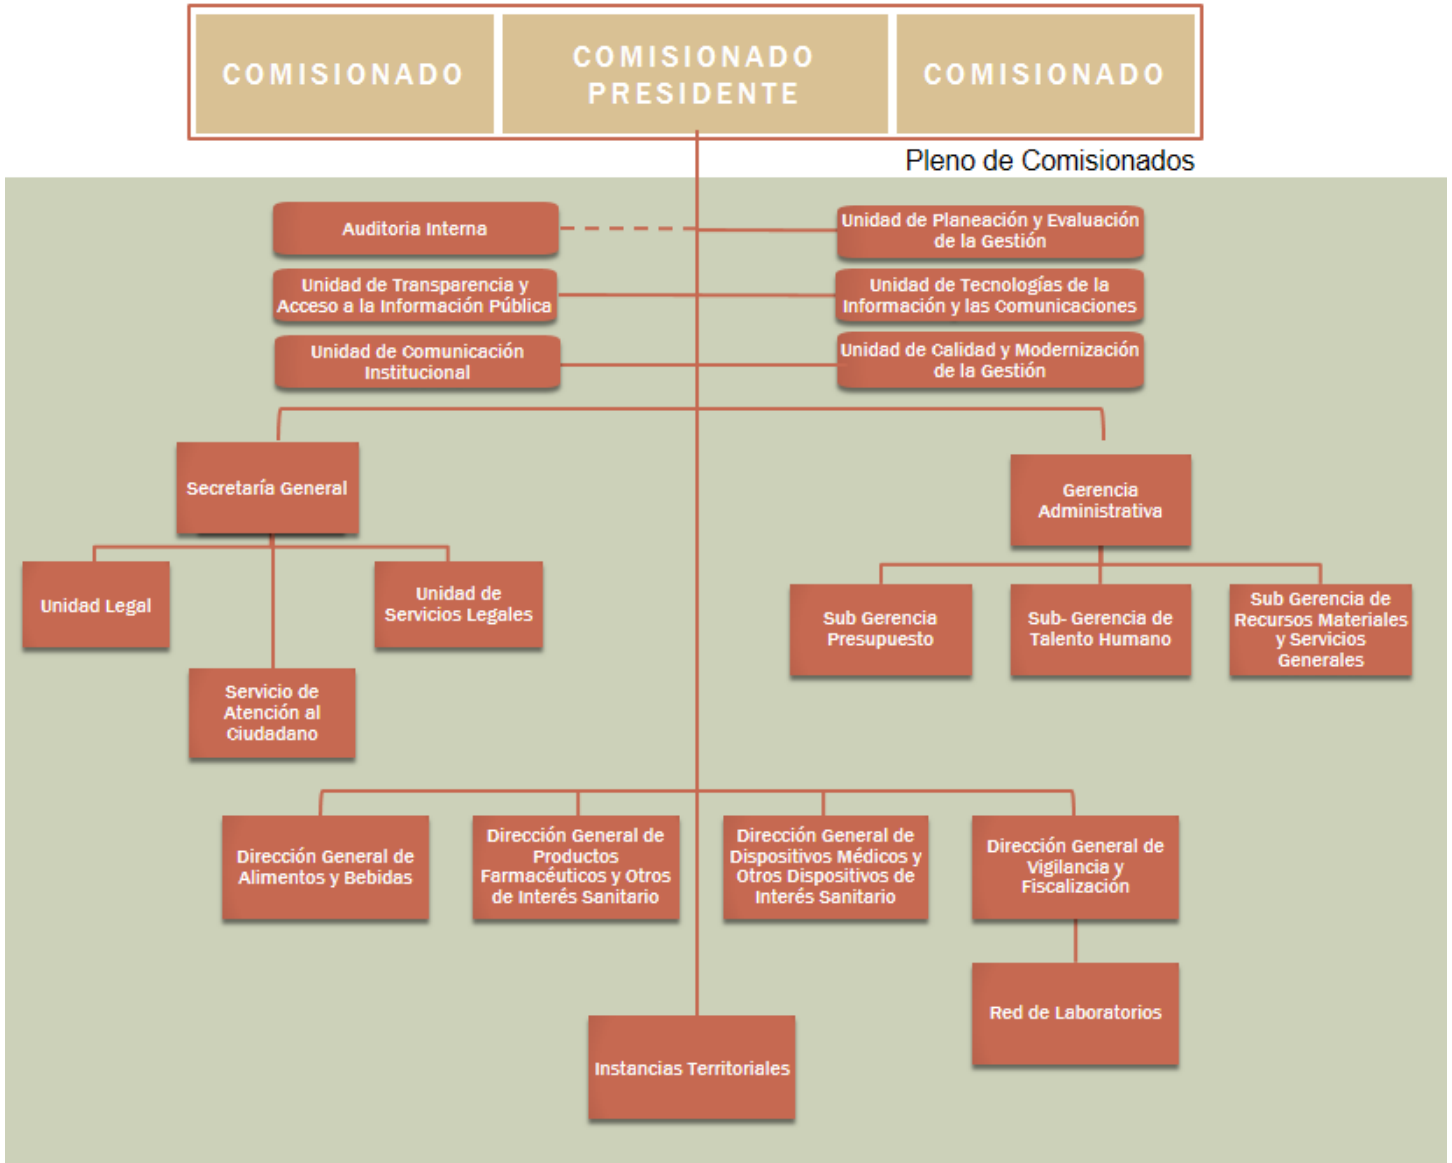 COMISIONADO
COMISIONADO
PRESIDENTE
COMISIONADO
Pleno de Comisionados
Auditoria Interna
Unidad de Planeación y Evaluación
de la Gestión
Unidad de Transparencia y
Acceso a la Información Pública
Unidad de Tecnologías de la
Información y las Comunicaciones
Unidad de Comunicación
Institucional
Unidad de Calidad y Modernización
de la Gestión
Secretaría General
Gerencia
Administrativa
Unidad Legal
Unidad de
Servicios Legales
Servicio de
Atención al
Ciudadano
Sub Gerencia
Presupuesto
Sub- Gerencia de
Talento Humano
Sub Gerencia de
Recursos Materiales
y Servicios
Generales
Dirección General de
Alimentos y Bebidas
Dirección General de
Productos
Farmacéuticos y Otros
de Interés Sanitario
Dirección General de
Dispositivos Médicos y
Otros Dispositivos de
Interés Sanitario
Dirección General de
Vigilancia y
Fiscalización
Red de Laboratorios
Instancias Territoriales